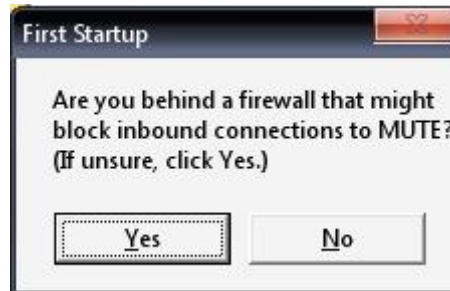 First Startup
Are you behind a firewall that might
block inbound connections to MUTE?
(If unsure, click Yes.)
Yes
No